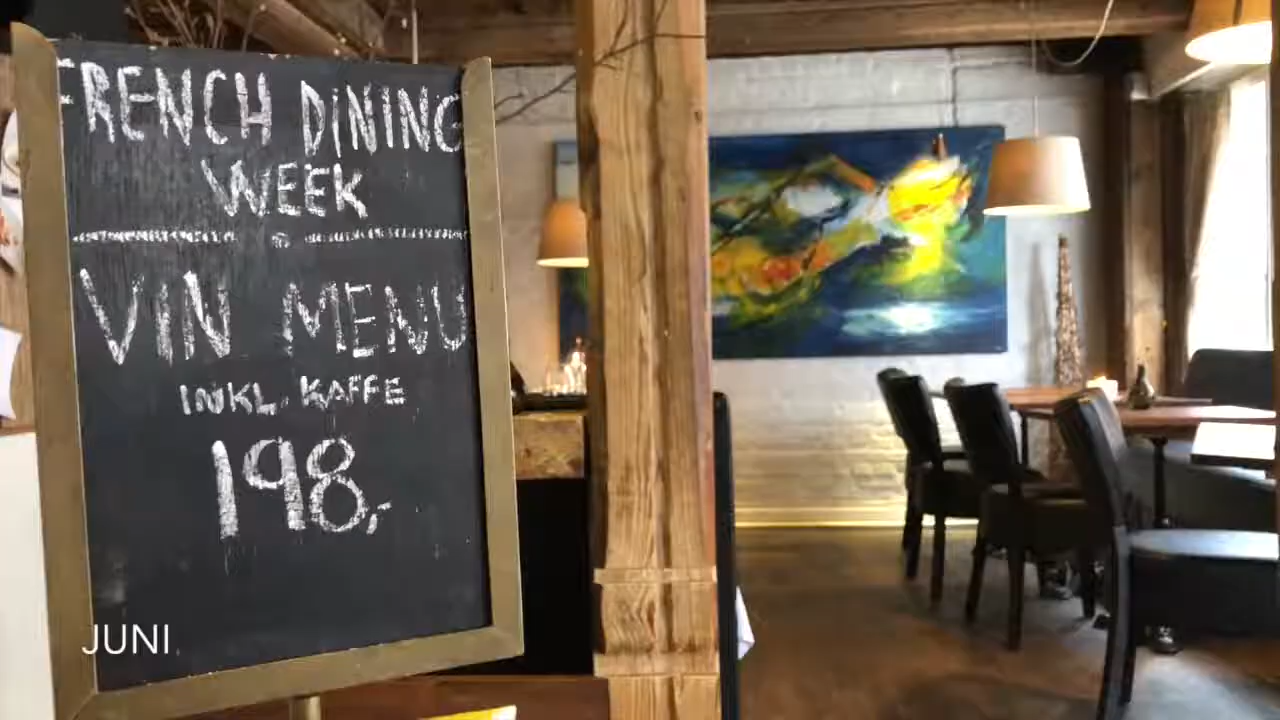 FRENCH DINING
WEEK
VIN MENU
INKL. KAFFE
198,-
JUNI